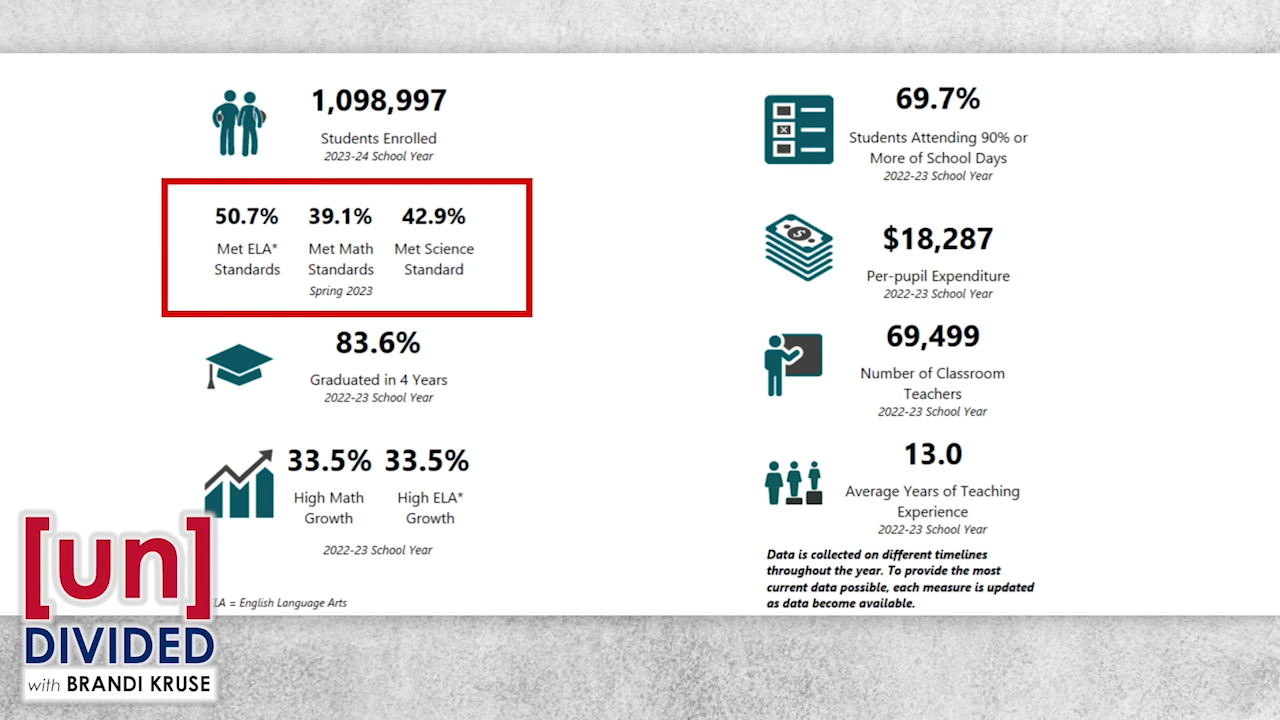 1,098,997
Students Enrolled
2023-24 School Year
50.7% 39.1% 42.9%
Met ELA* Met Math Met Science
Standards Standards Standard
Spring 2023
83.6%
Graduated in 4 Years
2022-23 School Year
33.5% 33.5%
High Math High ELA*
Growth Growth
2022-23 School Year
LA = English Language Arts
69.7%
Students Attending 90% or
More of School Days
2022-23 School Year
$18,287
Per-pupil Expenditure
2022-23 School Year
69,499
Number of Classroom
Teachers
2022-23 School Year
13.0
Average Years of Teaching
Experience
2022-23 School Year
Data is collected on different timelines
throughout the year. To provide the most
current data possible, each measure is updated
as data become available.
[un]
DIVIDED
with BRANDI KRUSE